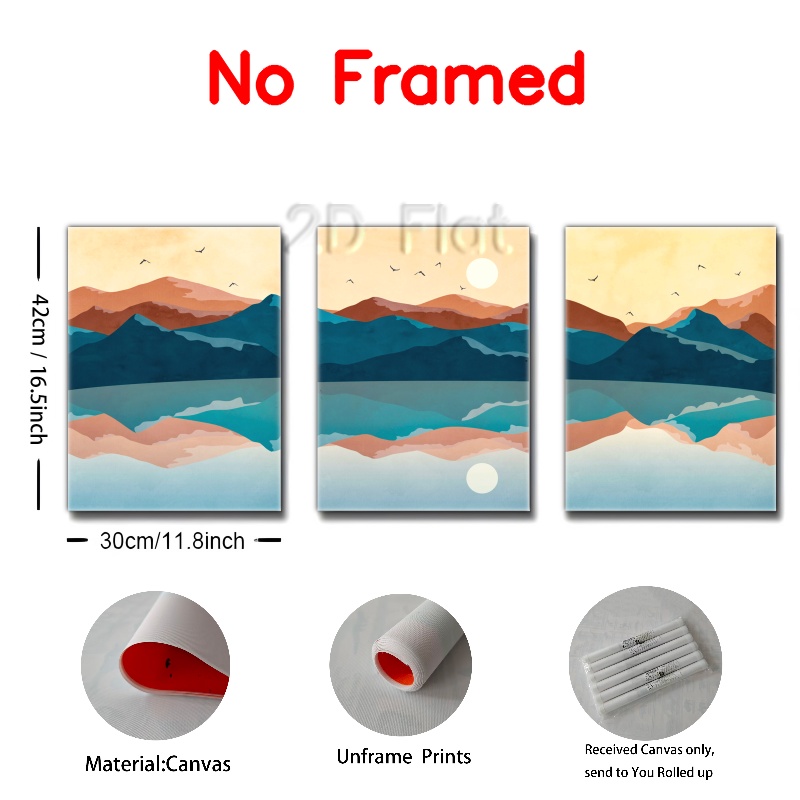 No Framed
2D Flat
42cm / 16.5inch
30cm/11.8inch
Material:Canvas
Unframe Prints
Received Canvas only,
send to You Rolled up